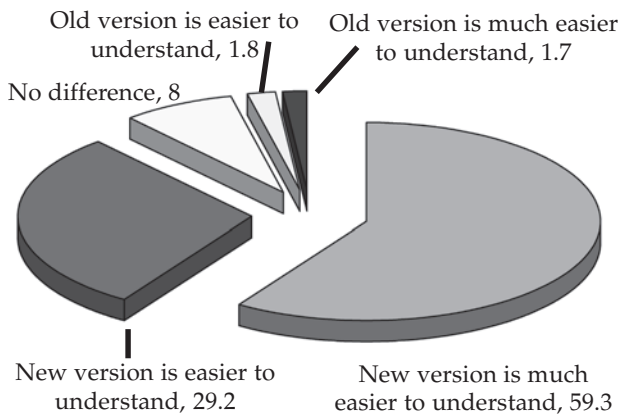 Old version is easier to
understand, 1.8
Old version is much easier
to understand, 1.7
No difference, 8
New version is easier to
understand, 29.2
New version is much
easier to understand, 59.3